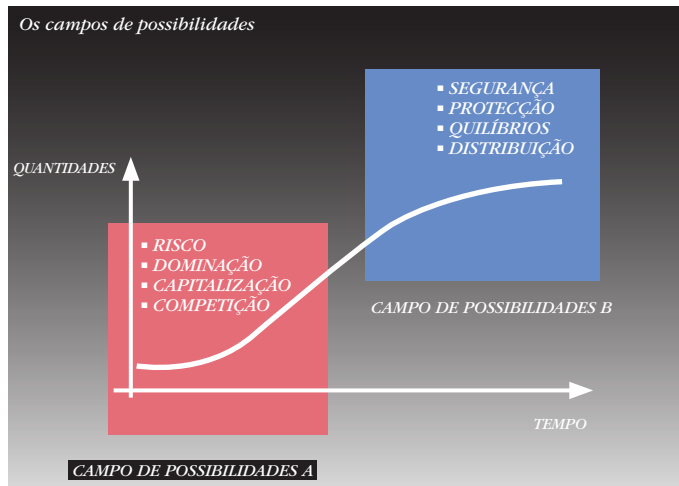 Os campos de possibilidades
▪ SEGURANÇA
▪ PROTECÇÃO
▪ QUILÍBRIOS
▪ DISTRIBUIÇÃO
QUANTIDADES
▪ RISCO
▪ DOMINAÇÃO
▪ CAPITALIZAÇÃO
▪ COMPETIÇÃO
CAMPO DE POSSIBILIDADES B
TEMPO
CAMPO DE POSSIBILIDADES A